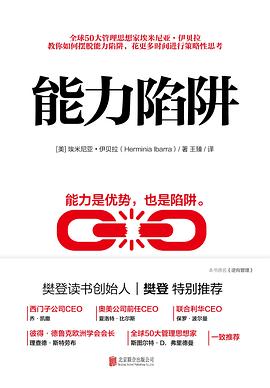 全球50大管理思想家埃米尼亚·伊贝拉
教你如何摆脱能力陷阱，花更多时间进行策略性思考
能力陷阱
[美] 埃米尼亚·伊贝拉（Herminia Ibarra）/ 著 王臻 / 译
能力是优势，也是陷阱。
本书原名《逆向管理》
樊登读书创始人 | 樊登 特别推荐
西门子公司CEO 奥美公司前任CEO 联合利华CEO
乔·凯撒 夏洛特·比尔斯 保罗·波尔曼
彼得·德鲁克欧洲学会会长 全球50大管理思想家 一致推荐
理查德·斯特劳布 斯图尔特·D. 弗里德曼
北京联合出版公司